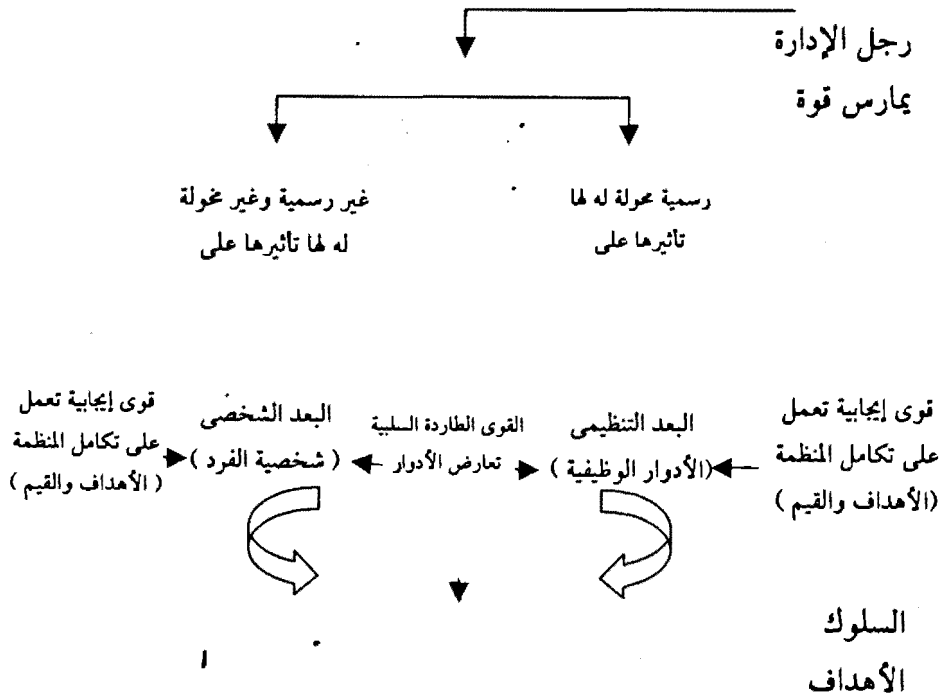 رجل الإدارة
يمارس قوة
رسمية محولة له لها
تأثيرها على
غير رسمية وغير مخولة
له لها تأثيرها على
قوى إيجابية تعمل
على تكامل المنظمة
(الأهداف والقيم )
البعد التنظيمى
(الأدوار الوظيفية )
القوى الطاردة السلبية
تعارض الأدوار
البعد الشخصى
( شخصية الفرد )
قوى إيجابية تعمل
على تكامل المنظمة
( الأهداف والقيم )
السلوك
الأهداف